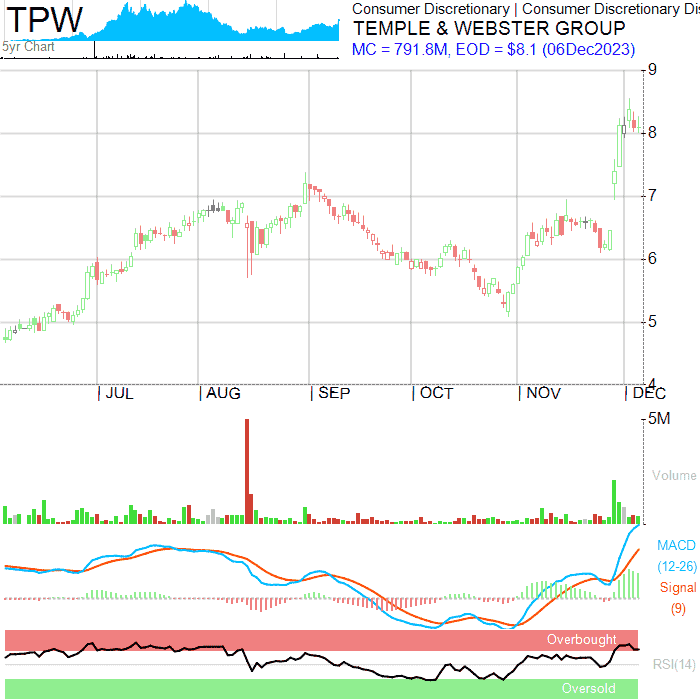 TPW
5yr Chart
Consumer Discretionary | Consumer Discretionary Dis
TEMPLE & WEBSTER GROUP
MC = 791.8M, EOD = $8.1 (06Dec2023)
9
8
7
6
5
4
JUL
AUG
SEP
OCT
NOV
DEC
5M
Volume
MACD
(12-26)
Signal
(9)
Overbought
RSI(14)
Oversold